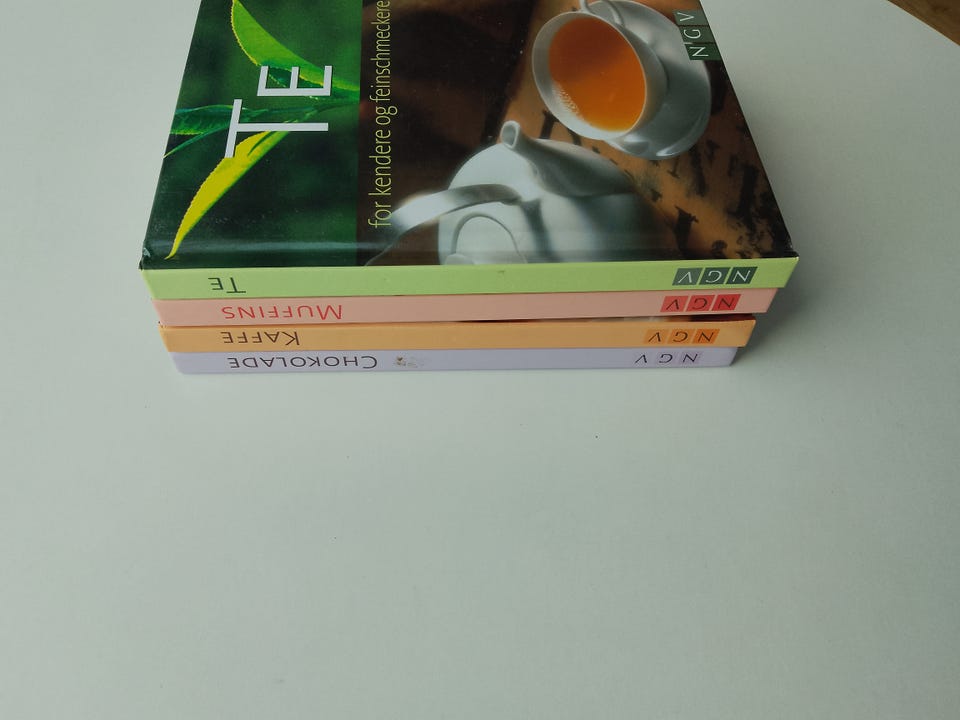 TE
for kendere og feinschmeckere
NGV
TE NGV
MUFFINS NGV
KAFFE NGV
CHOKOLADE NGV